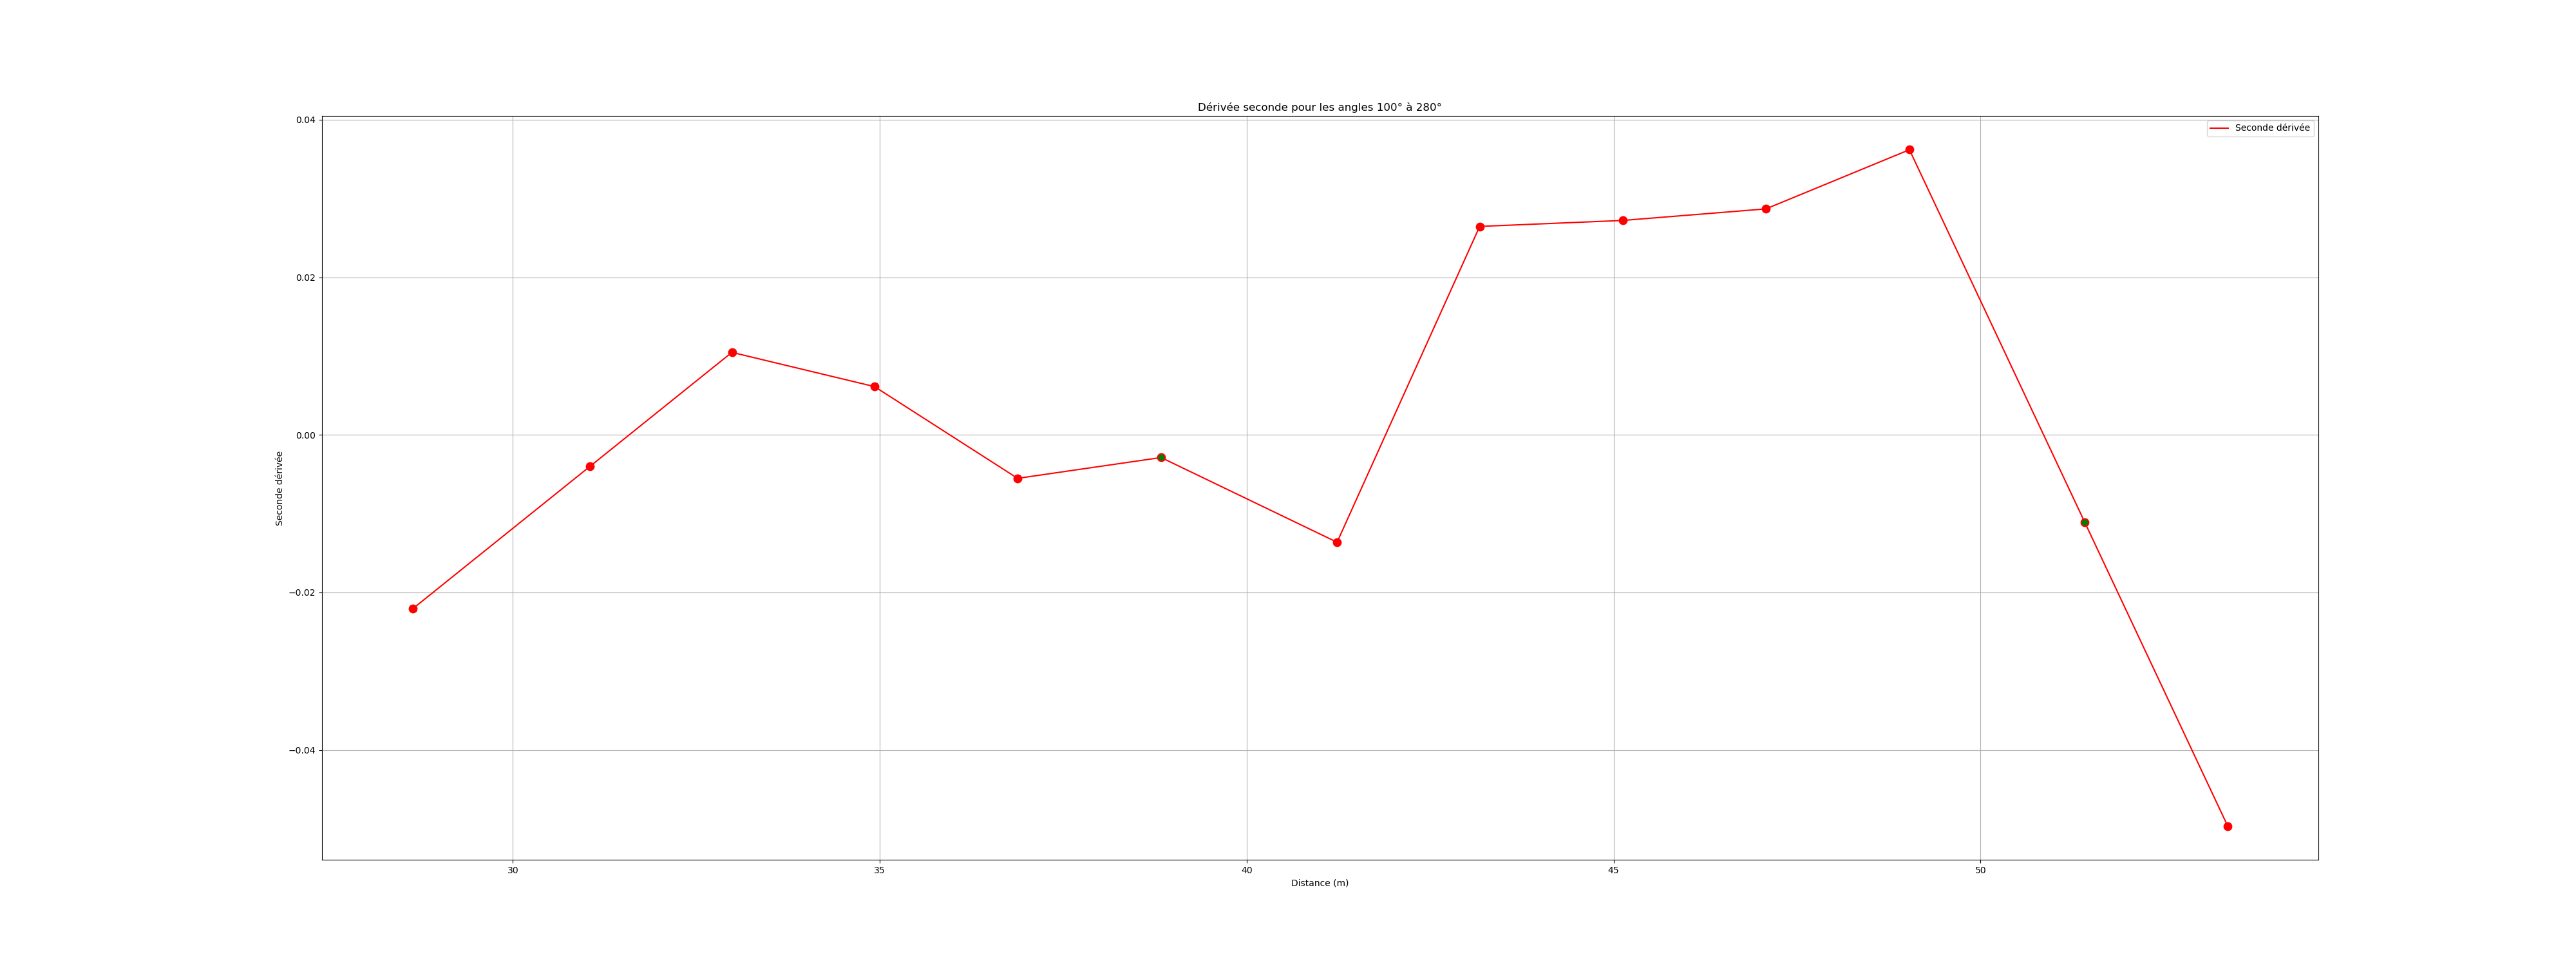 Dérivée seconde pour les angles 100° à 280°
Seconde dérivée
0.04
0.02
0.00
−0.02
−0.04
Seconde dérivée
30
35
40
45
50
Distance (m)